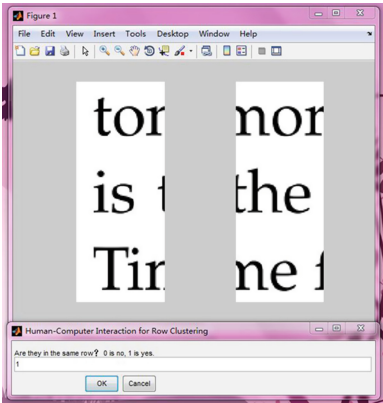 Figure 1
File Edit View Insert Tools Desktop Window Help
tor mor
is t the
Tin me f
Human-Computer Interaction for Row Clustering
Are they in the same row? 0 is no, 1 is yes.
1
OK Cancel